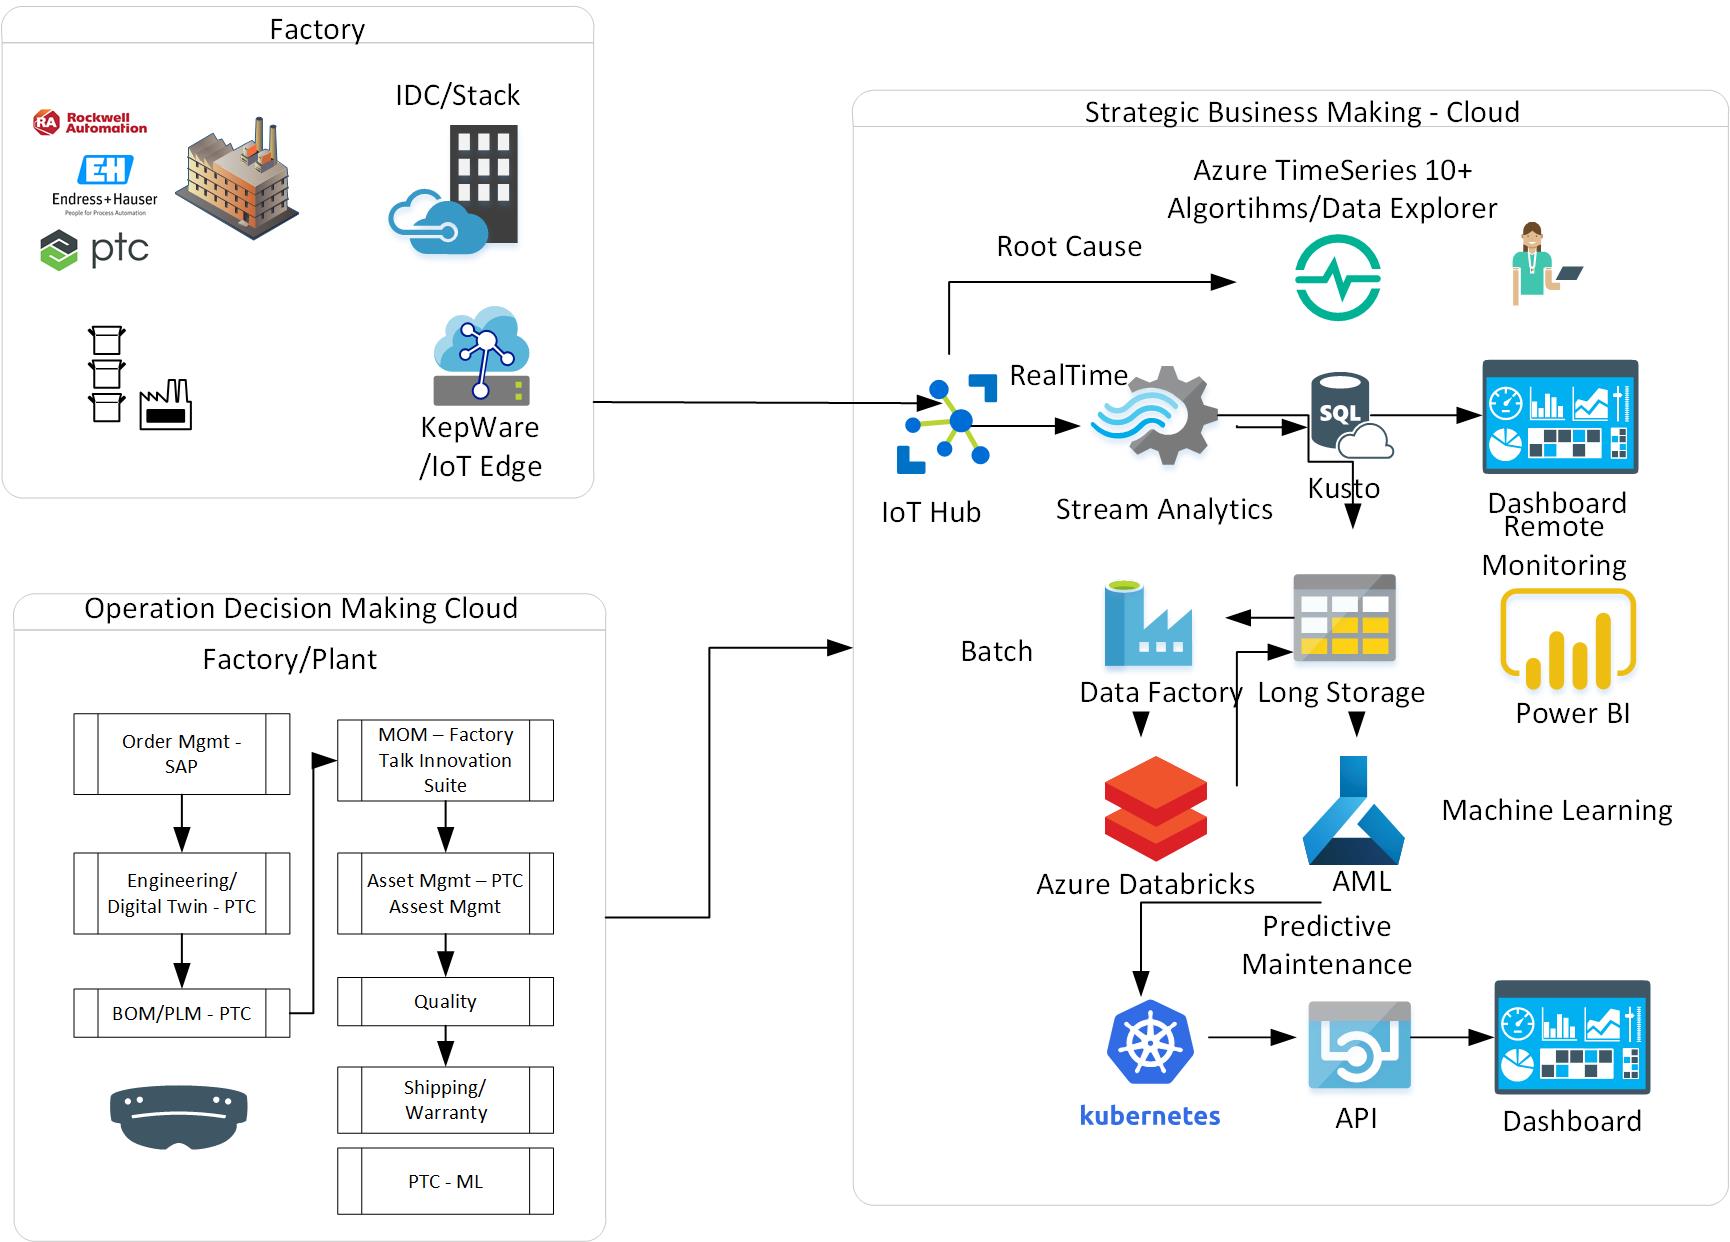 Factory
IDC/Stack
RA
Rockwell
Automation
EH
Endress+Hauser
People for Process Automation
ptc
KepWare
/IoT Edge
Operation Decision Making Cloud
Factory/Plant
Order Mgmt -
SAP
Engineering/
Digital Twin - PTC
BOM/PLM - PTC
MOM – Factory
Talk Innovation
Suite
Asset Mgmt – PTC
Assest Mgmt
Quality
Shipping/
Warranty
PTC - ML
Strategic Business Making - Cloud
Azure TimeSeries 10+
Algortihms/Data Explorer
Root Cause
RealTime
IoT Hub
Stream Analytics
SQL
Kusto
Dashboard
Remote
Monitoring
Batch
Data Factory
Long Storage
Power BI
Azure Databricks
AML
Machine Learning
Predictive
Maintenance
kubernetes
API
Dashboard